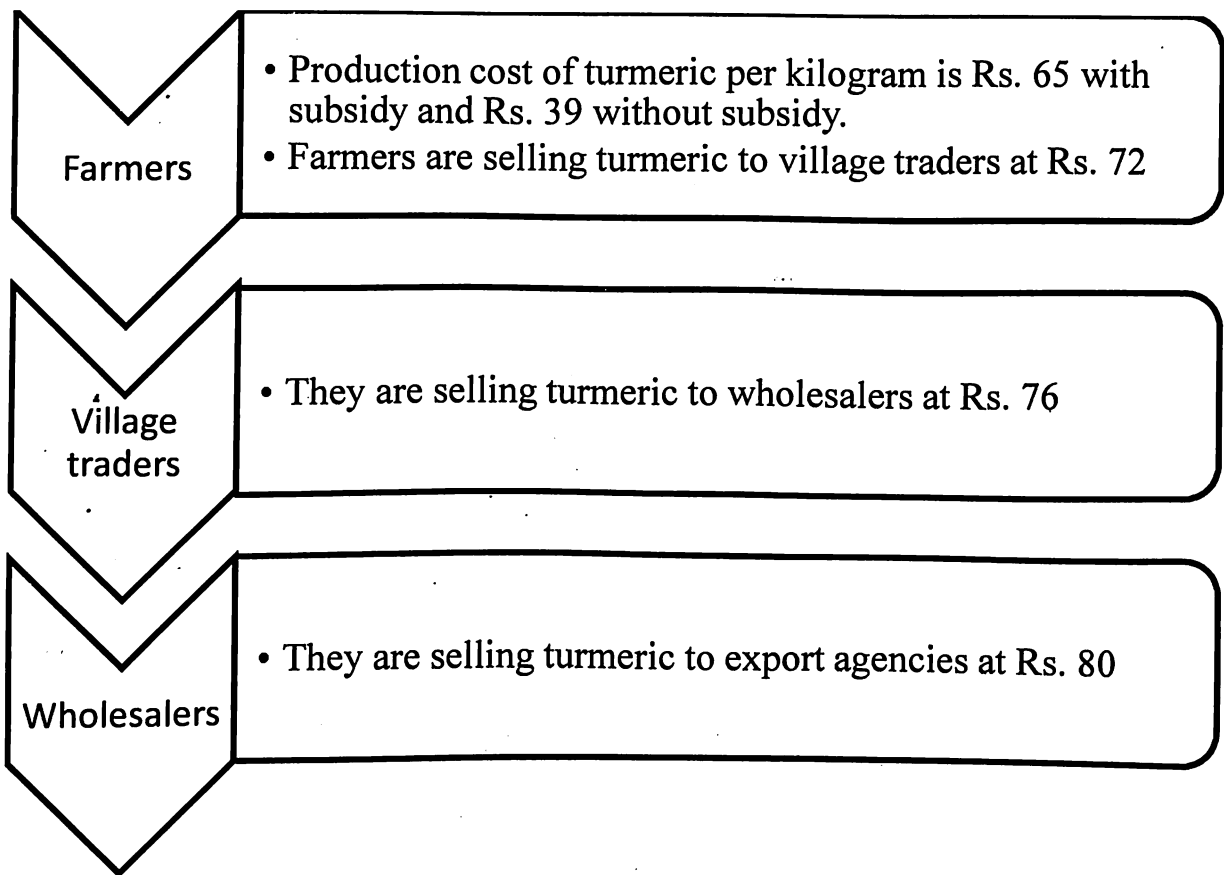 Farmers
• Production cost of turmeric per kilogram is Rs. 65 with
subsidy and Rs. 39 without subsidy.
• Farmers are selling turmeric to village traders at Rs. 72
Village
traders
• They are selling turmeric to wholesalers at Rs. 76
Wholesalers
• They are selling turmeric to export agencies at Rs. 80